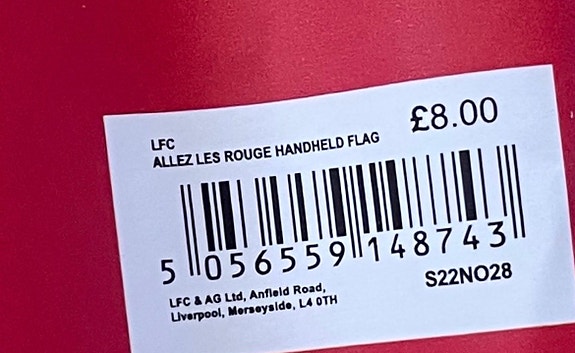 LFC
ALLEZ LES ROUGE HANDHELD FLAG
£8.00
5 056559 148743
S22NO28
LFC & AG Ltd, Anfield Road,
Liverpool, Merseyside, L4 0TH